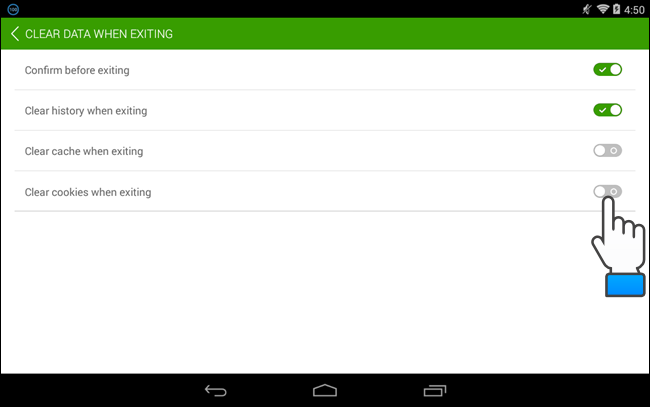 100 4:50
CLEAR DATA WHEN EXITING
Confirm before exiting
Clear history when exiting
Clear cache when exiting
Clear cookies when exiting